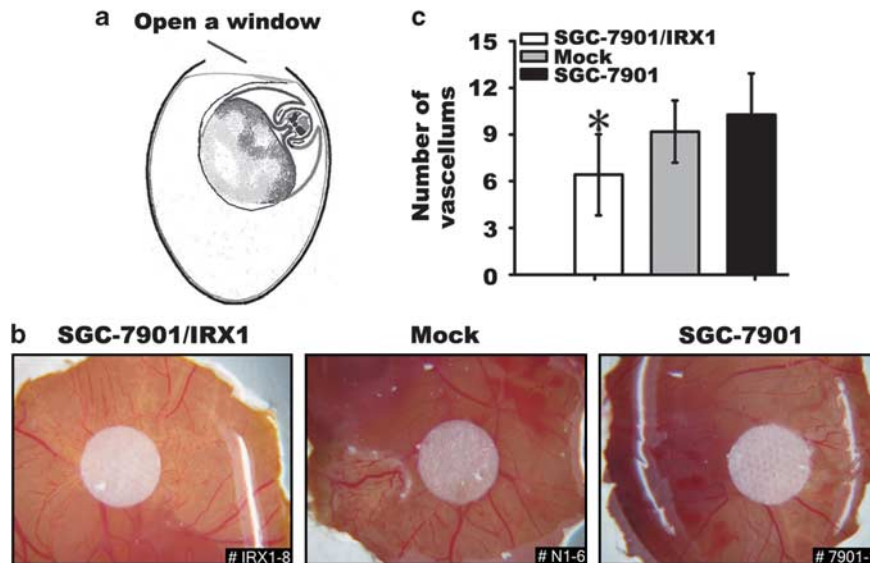 a
Open a window
c
SGC-7901/IRX1
Mock
SGC-7901
Number of
vascellums
15
12
9
6
3
0
*
b
SGC-7901/IRX1
Mock
SGC-7901
# IRX1-8
# N1-6
# 7901-